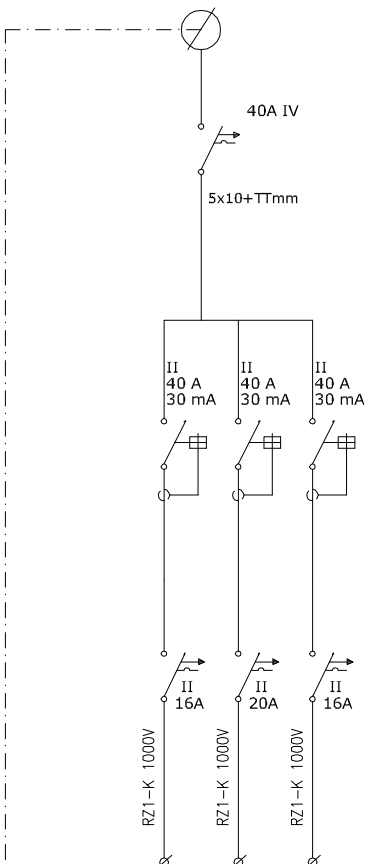 40A IV
5x10+TTmm
II
40 A
30 mA
II
40 A
30 mA
II
40 A
30 mA
II
16A
II
20A
II
16A
RZ1-K 1000V
RZ1-K 1000V
RZ1-K 1000V